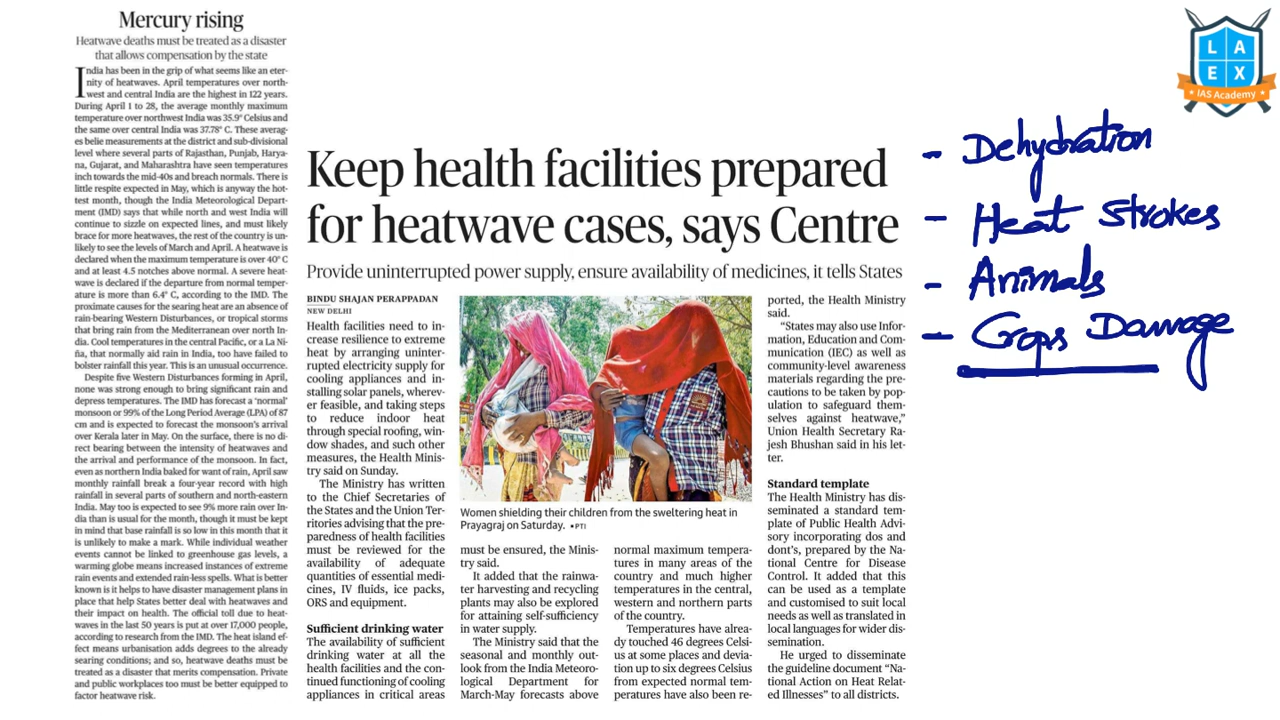 Mercury rising
Heatwave deaths must be treated as a disaster
that allows compensation by the state
India has been in the grip of what seems like an eter-
nity of heatwaves. April temperatures over north-
west and central India are the highest in 122 years.
During April 1 to 28, the average monthly maximum
temperature over northwest India was 35.9° Celsius and
the same over central India was 37.78° C. These averag-
es belie measurements at the district and sub-divisional
level where several parts of Rajasthan, Punjab, Harya-
na, Gujarat, and Maharashtra have seen temperatures
inch towards the mid-40s and breach normals. There is
little respite expected in May, which is anyway the hot-
test month, though the India Meteorological Depart-
ment (IMD) says that while north and west India will
continue to sizzle on expected lines, and must likely
brace for more heatwaves, the rest of the country is un-
likely to see the levels of March and April. A heatwave is
declared when the maximum temperature is over 40° C
and at least 4.5 notches above normal. A severe heat-
wave is declared if the departure from normal temper-
ature is more than 6.4° C, according to the IMD. The
proximate causes for the searing heat are an absence of
rain-bearing Western Disturbances, or tropical storms
that bring rain from the Mediterranean over north In-
dia. Cool temperatures in the central Pacific, or a La Ni-
ña, that normally aid rain in India, too have failed to
bolster rainfall this year. This is an unusual occurrence.
Despite five Western Disturbances forming in April,
none was strong enough to bring significant rain and
depress temperatures. The IMD has forecast a ‘normal’
monsoon or 99% of the Long Period Average (LPA) of 87
cm and is expected to forecast the monsoon’s arrival
over Kerala later in May. On the surface, there is no di-
rect bearing between the intensity of heatwaves and
the arrival and performance of the monsoon. In fact,
even as northern India baked for want of rain, April saw
monthly rainfall break a four-year record with high
rainfall in several parts of southern and north-eastern
India. May too is expected to see 9% more rain over In-
dia than is usual for the month, though it must be kept
in mind that base rainfall is so low in this month that it
is unlikely to make a mark. While individual weather
events cannot be linked to greenhouse gas levels, a
warming globe means increased instances of extreme
rain events and extended rain-less spells. What is better
known is it helps to have disaster management plans in
place that help States better deal with heatwaves and
their impact on health. The official toll due to heat-
waves in the last 50 years is put at over 17,000 people,
according to research from the IMD. The heat island ef-
fect means urbanisation adds degrees to the already
searing conditions; and so, heatwave deaths must be
treated as a disaster that merits compensation. Private
and public workplaces too must be better equipped to
factor heatwave risk.
Keep health facilities prepared
for heatwave cases, says Centre
Provide uninterrupted power supply, ensure availability of medicines, it tells States
BINDU SHAJAN PERAPPADAN
NEW DELHI
Health facilities need to in-
crease resilience to extreme
heat by arranging uninter-
rupted electricity supply for
cooling appliances and in-
stalling solar panels, wherev-
er feasible, and taking steps
to reduce indoor heat
through special roofing, win-
dow shades, and such other
measures, the Health Minis-
try said on Sunday.
The Ministry has written
to the Chief Secretaries of
the States and the Union Ter-
ritories advising that the pre-
paredness of health facilities
must be reviewed for the
availability of adequate
quantities of essential medi-
cines, IV fluids, ice packs,
ORS and equipment.
Sufficient drinking water
The availability of sufficient
drinking water at all the
health facilities and the con-
tinued functioning of cooling
appliances in critical areas
Women shielding their children from the sweltering heat in
Prayagraj on Saturday. •PTI
must be ensured, the Minis-
try said.
It added that the rainwa-
ter harvesting and recycling
plants may also be explored
for attaining self-sufficiency
in water supply.
The Ministry said that the
seasonal and monthly out-
look from the India Meteoro-
logical Department for
March-May forecasts above
normal maximum tempera-
tures in many areas of the
country and much higher
temperatures in the central,
western and northern parts
of the country.
Temperatures have alrea-
dy touched 46 degrees Celsi-
us at some places and devia-
tion up to six degrees Celsius
from expected normal tem-
peratures have also been re-
ported, the Health Ministry
said.
“States may also use Infor-
mation, Education and Com-
munication (IEC) as well as
community-level awareness
materials regarding the pre-
cautions to be taken by pop-
ulation to safeguard them-
selves against heatwave,”
Union Health Secretary Ra-
jesh Bhushan said in his let-
ter.
Standard template
The Health Ministry has dis-
seminated a standard tem-
plate of Public Health Advi-
sory incorporating dos and
dont’s, prepared by the Na-
tional Centre for Disease
Control. It added that this
can be used as a template
and customised to suit local
needs as well as translated in
local languages for wider dis-
semination.
He urged to disseminate
the guideline document “Na-
tional Action on Heat Relat-
ed Illnesses” to all districts.
LA
EX
IAS Academy
- Dehydration
- Heat Strokes
- Animals
- Crops Damage